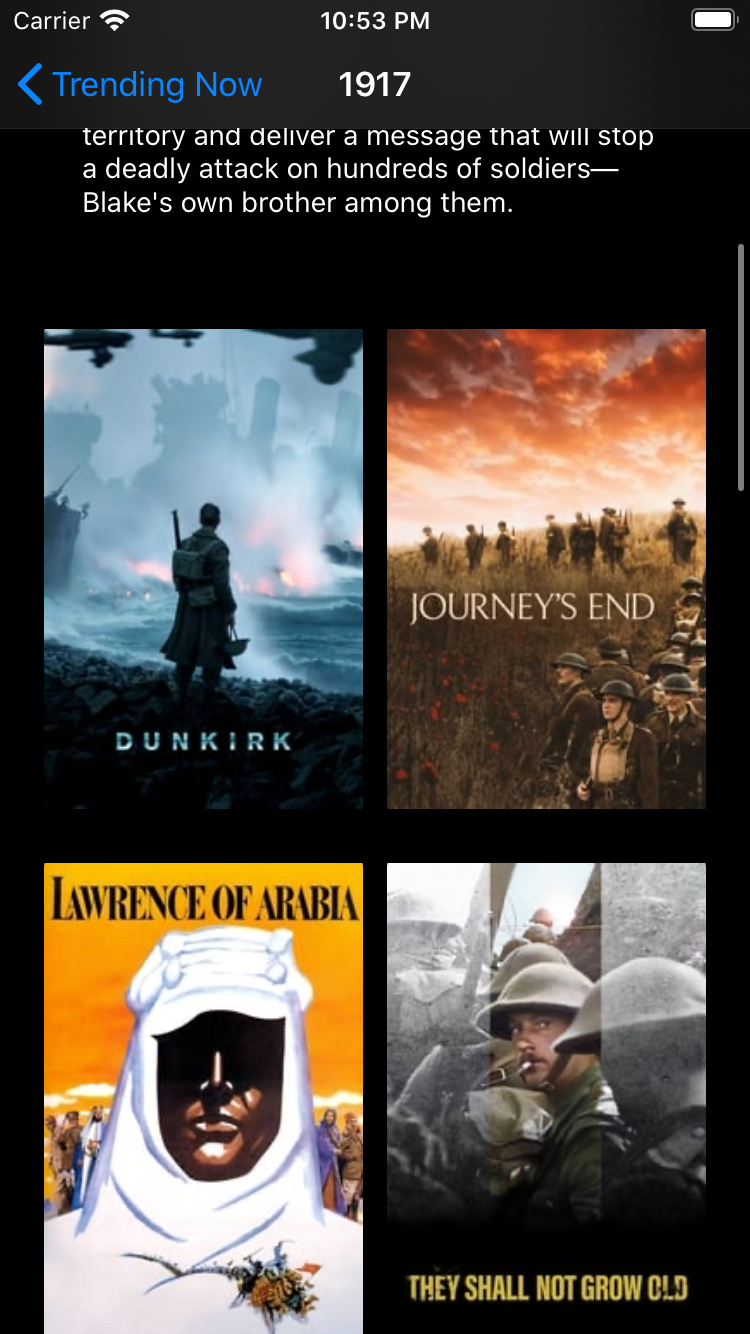 Carrier 10:53 PM
Trending Now 1917
territory and deliver a message that will stop
a deadly attack on hundreds of soldiers—
Blake's own brother among them.
DUNKIRK
JOURNEY'S END
LAWRENCE OF ARABIA
THEY SHALL NOT GROW OLD